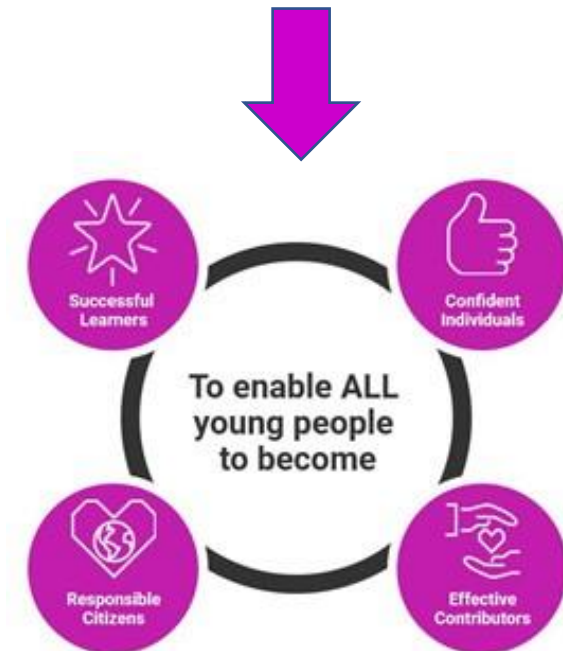 Successful
Learners
Confident
Individuals
To enable ALL
young people
to become
Responsible
Citizens
Effective
Contributors